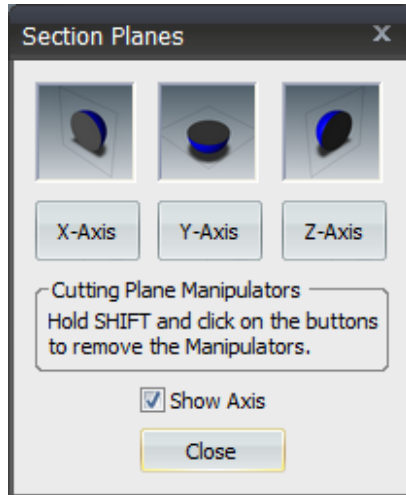 Section Planes
X-Axis Y-Axis Z-Axis
Cutting Plane Manipulators
Hold SHIFT and click on the buttons
to remove the Manipulators.
Show Axis
Close